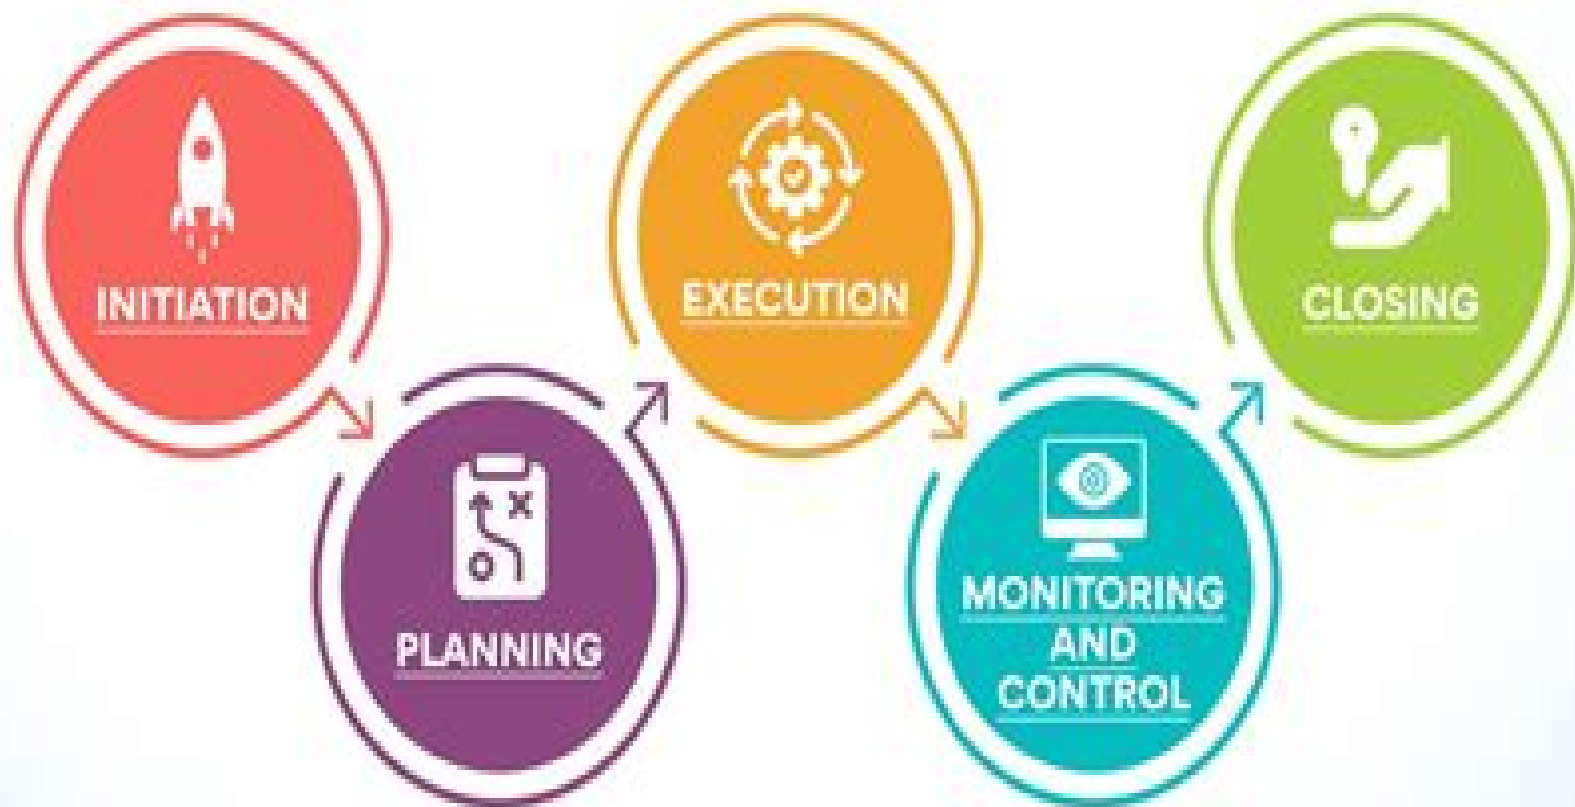 INITIATION
PLANNING
EXECUTION
MONITORING
AND
CONTROL
CLOSING